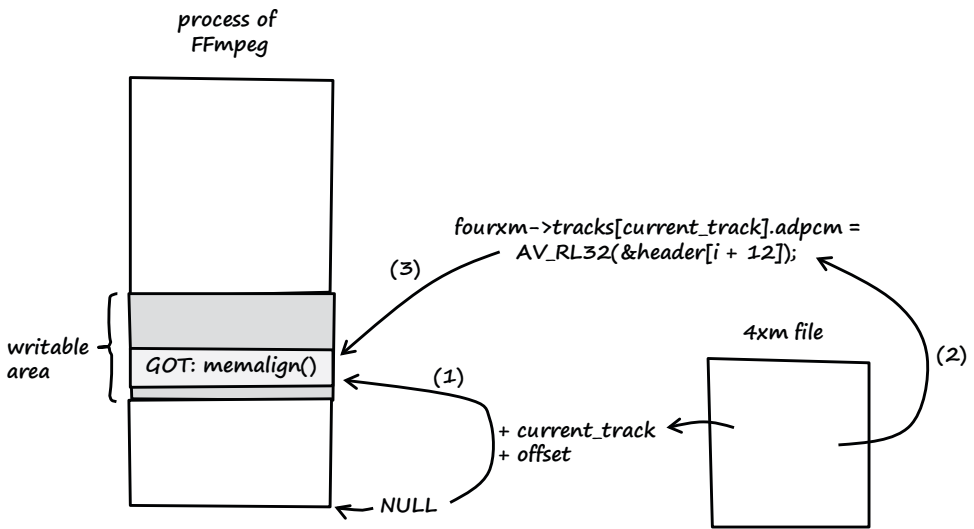 process of
FFmpeg
fourxm->tracks[current_track].adpcm =
AV_RL32(&header[i + 12]);
(3)
4xm file
writable
area
GOT: memalign()
(1)
(2)
+ current_track
+ offset
NULL